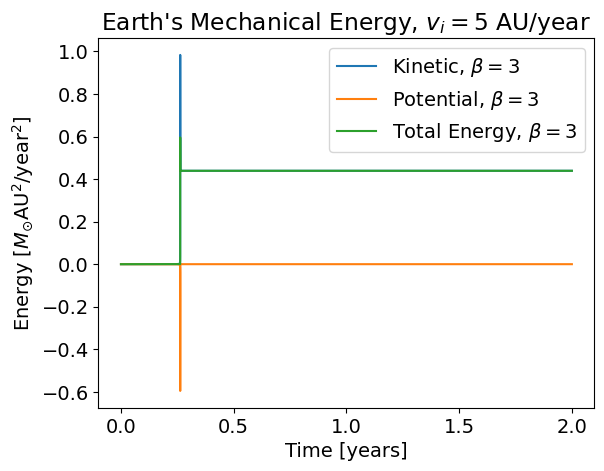 Earth's Mechanical Energy, $v_i = 5$ AU/year
Kinetic, $\beta = 3$
Potential, $\beta = 3$
Total Energy, $\beta = 3$
Energy [$M_{\odot}$AU$^2$/year$^2$]
1.0
0.8
0.6
0.4
0.2
0.0
−0.2
−0.4
−0.6
0.0 0.5 1.0 1.5 2.0
Time [years]